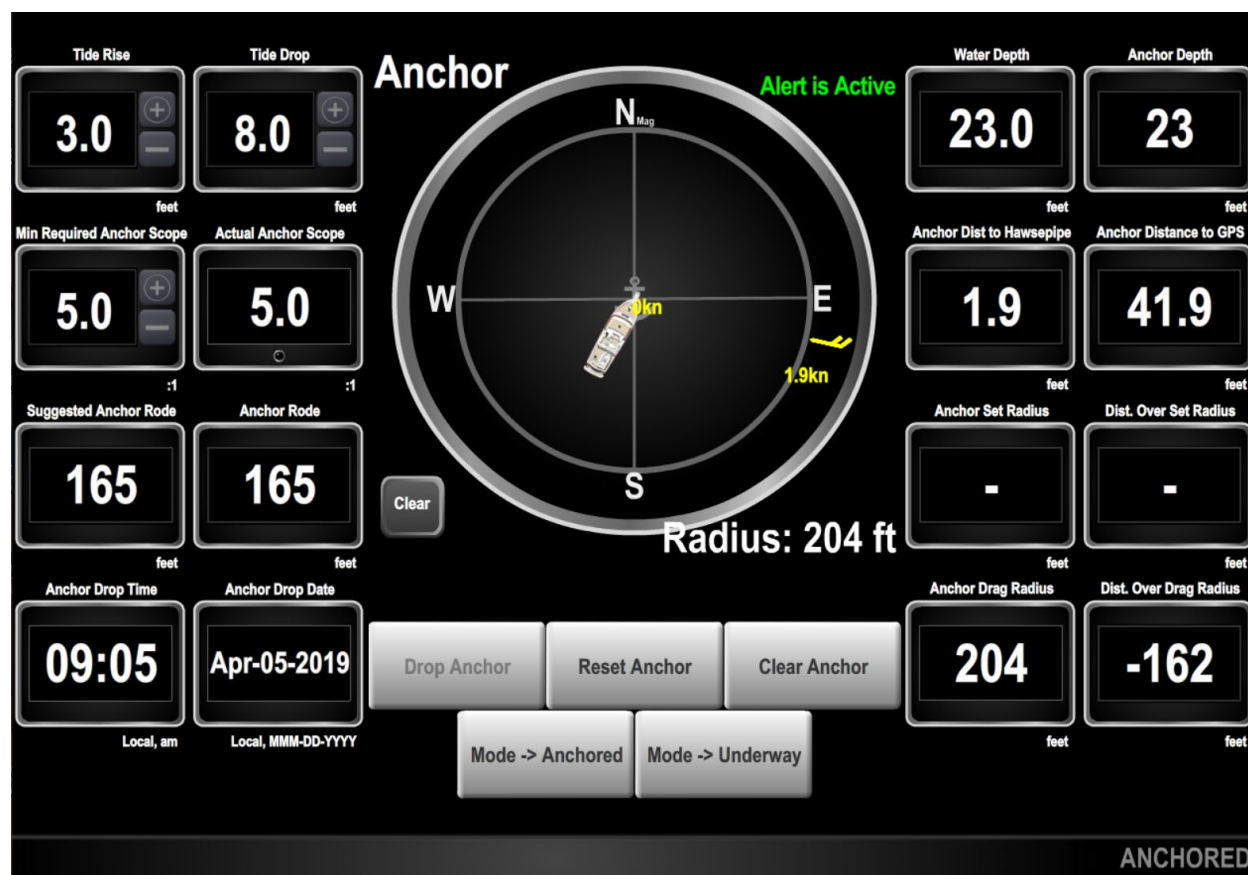 Tide Rise
3.0
feet
Tide Drop
8.0
feet
Min Required Anchor Scope
5.0
:1
Actual Anchor Scope
5.0
:1
Suggested Anchor Rode
165
feet
Anchor Rode
165
feet
Anchor Drop Time
09:05
Local, am
Anchor Drop Date
Apr-05-2019
Local, MMM-DD-YYYY
Anchor
Alert is Active
N Mag
W
E
S
0kn
1.9kn
Clear
Radius: 204 ft
Drop Anchor
Reset Anchor
Clear Anchor
Mode -> Anchored
Mode -> Underway
Water Depth
23.0
feet
Anchor Depth
23
feet
Anchor Dist to Hawsepipe
1.9
feet
Anchor Distance to GPS
41.9
feet
Anchor Set Radius
-
feet
Dist. Over Set Radius
-
feet
Anchor Drag Radius
204
feet
Dist. Over Drag Radius
-162
feet
ANCHORED